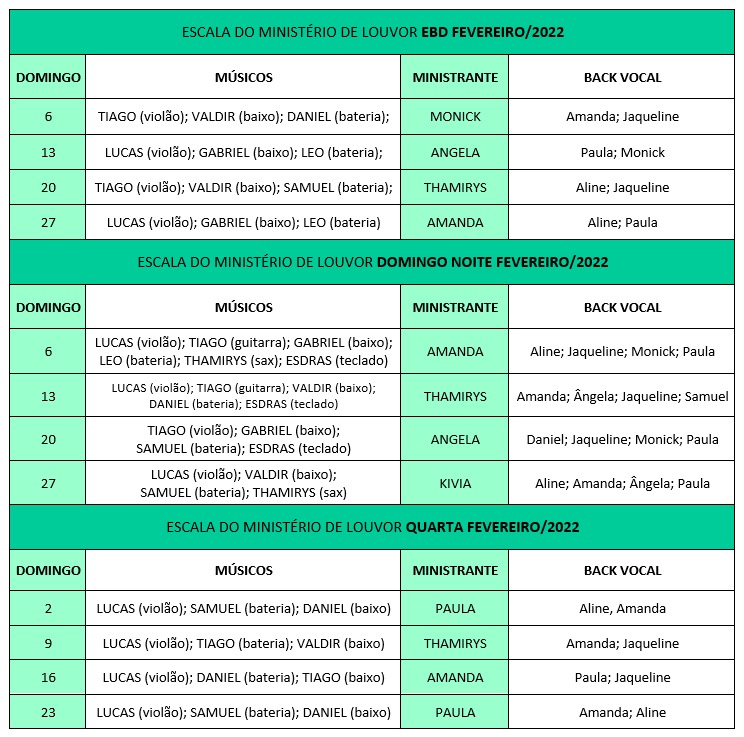 ESCALA DO MINISTÉRIO DE LOUVOR EBD FEVEREIRO/2022
DOMINGO MÚSICOS MINISTRANTE BACK VOCAL
6 TIAGO (violão); VALDIR (baixo); DANIEL (bateria); MONICK Amanda; Jaqueline
13 LUCAS (violão); GABRIEL (baixo); LEO (bateria); ANGELA Paula; Monick
20 TIAGO (violão); VALDIR (baixo); SAMUEL (bateria); THAMIRYS Aline; Jaqueline
27 LUCAS (violão); GABRIEL (baixo); LEO (bateria) AMANDA Aline; Paula
ESCALA DO MINISTÉRIO DE LOUVOR DOMINGO NOITE FEVEREIRO/2022
DOMINGO MÚSICOS MINISTRANTE BACK VOCAL
6 LUCAS (violão); TIAGO (guitarra); GABRIEL (baixo);
LEO (bateria); THAMIRYS (sax); ESDRAS (teclado) AMANDA Aline; Jaqueline; Monick; Paula
13 LUCAS (violão); TIAGO (guitarra); VALDIR (baixo);
DANIEL (bateria); ESDRAS (teclado) THAMIRYS Amanda; Ângela; Jaqueline; Samuel
20 TIAGO (violão); GABRIEL (baixo);
SAMUEL (bateria); ESDRAS (teclado) ANGELA Daniel; Jaqueline; Monick; Paula
27 LUCAS (violão); VALDIR (baixo);
SAMUEL (bateria); THAMIRYS (sax) KIVIA Aline; Amanda; Ângela; Paula
ESCALA DO MINISTÉRIO DE LOUVOR QUARTA FEVEREIRO/2022
DOMINGO MÚSICOS MINISTRANTE BACK VOCAL
2 LUCAS (violão); SAMUEL (bateria); DANIEL (baixo) PAULA Aline, Amanda
9 LUCAS (violão); TIAGO (bateria); VALDIR (baixo) THAMIRYS Amanda; Jaqueline
16 LUCAS (violão); DANIEL (bateria); TIAGO (baixo) AMANDA Paula; Jaqueline
23 LUCAS (violão); SAMUEL (bateria); DANIEL (baixo) PAULA Amanda; Aline